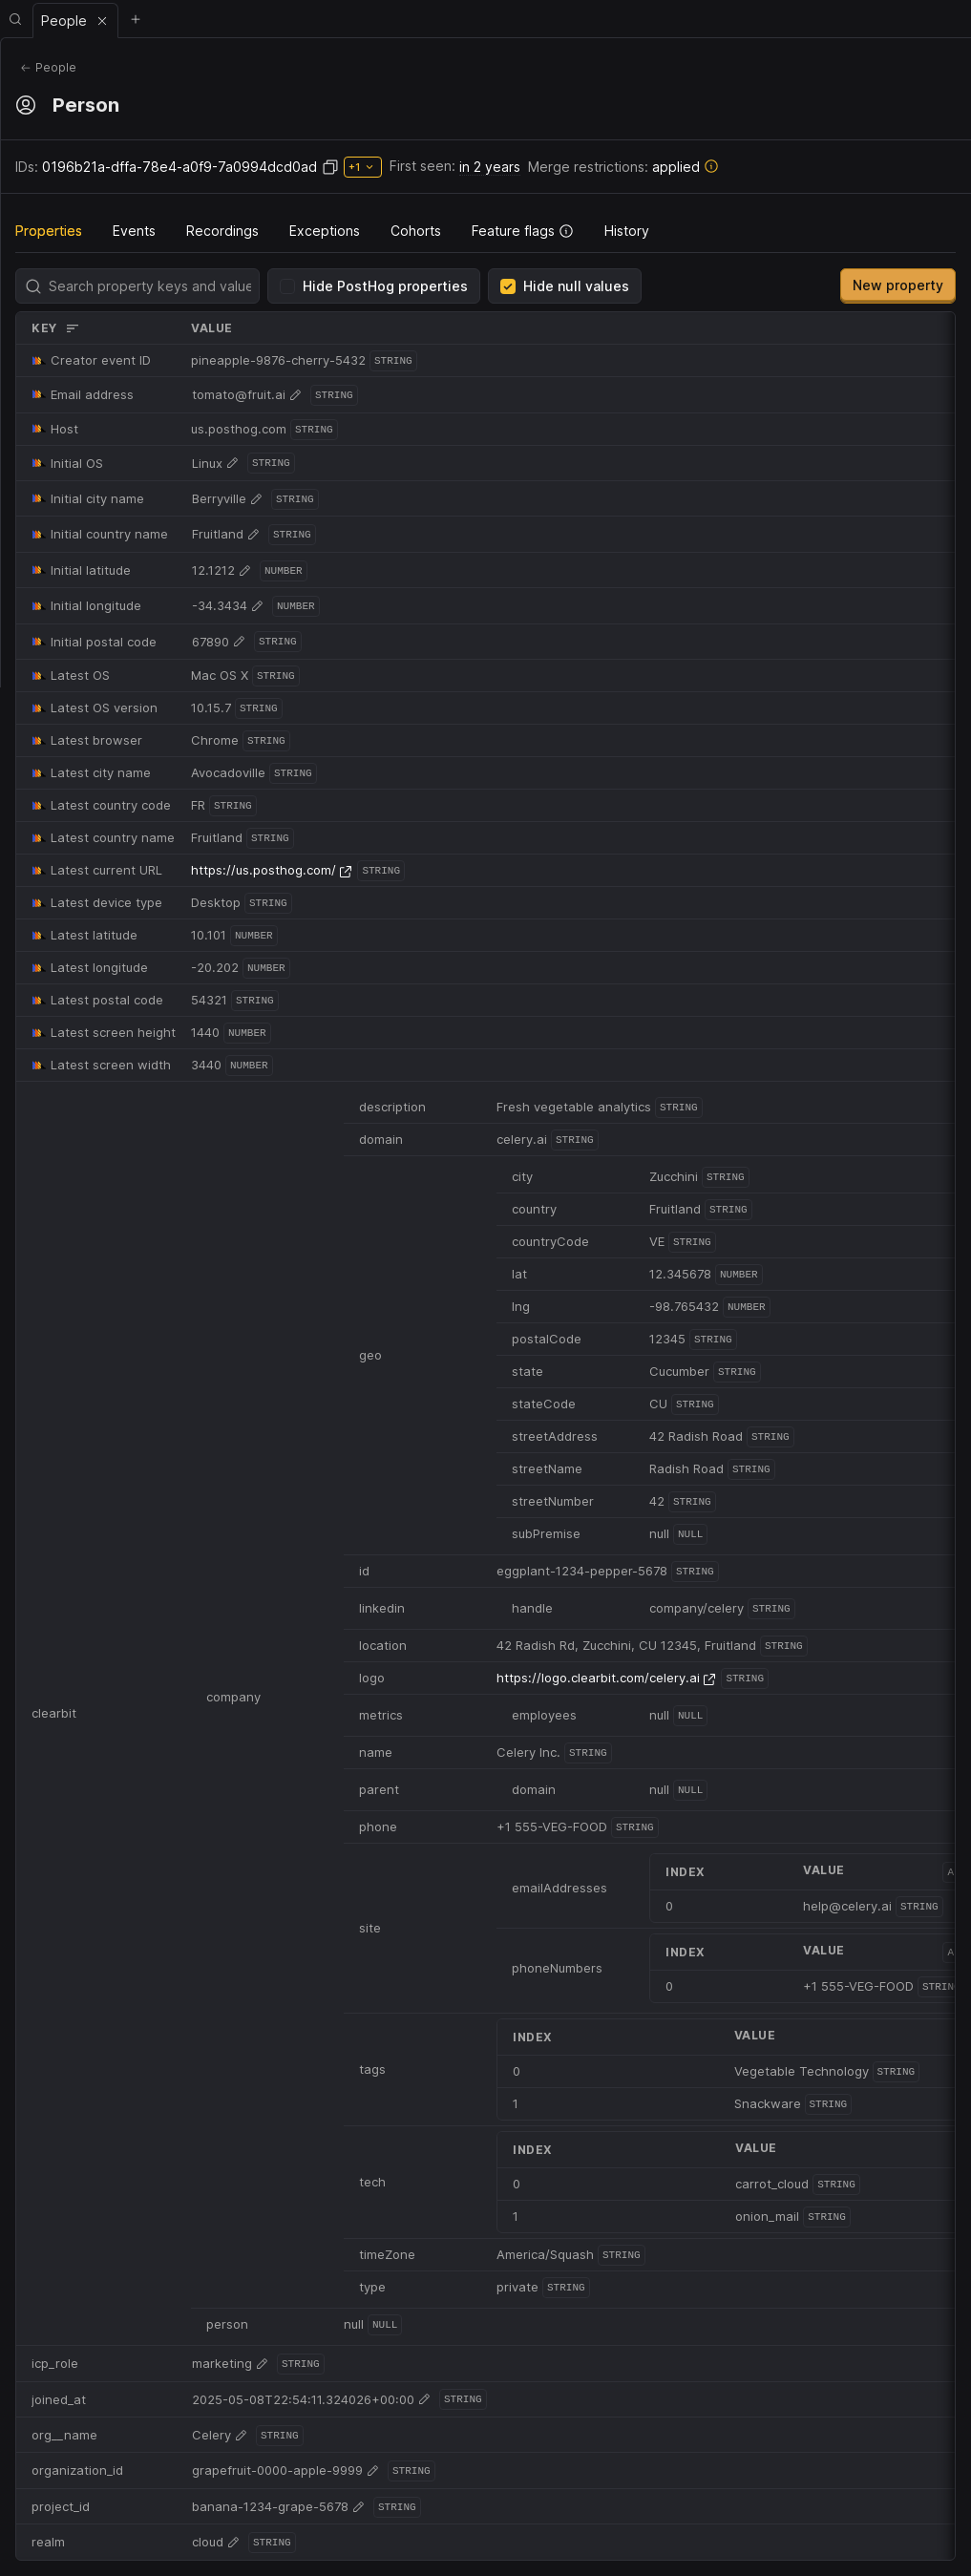 People
People
Person
IDs: 0196b21a-dffa-78e4-a0f9-7a0994dcd0ad +1 First seen: in 2 years Merge restrictions: applied
Properties Events Recordings Exceptions Cohorts Feature flags History
Search property keys and value Hide PostHog properties Hide null values New property
KEY VALUE
Creator event ID pineapple-9876-cherry-5432 STRING
Email address tomato@fruit.ai STRING
Host us.posthog.com STRING
Initial OS Linux STRING
Initial city name Berryville STRING
Initial country name Fruitland STRING
Initial latitude 12.1212 NUMBER
Initial longitude -34.3434 NUMBER
Initial postal code 67890 STRING
Latest OS Mac OS X STRING
Latest OS version 10.15.7 STRING
Latest browser Chrome STRING
Latest city name Avocadoville STRING
Latest country code FR STRING
Latest country name Fruitland STRING
Latest current URL https://us.posthog.com/ STRING
Latest device type Desktop STRING
Latest latitude 10.101 NUMBER
Latest longitude -20.202 NUMBER
Latest postal code 54321 STRING
Latest screen height 1440 NUMBER
Latest screen width 3440 NUMBER
description Fresh vegetable analytics STRING
domain celery.ai STRING
city Zucchini STRING
country Fruitland STRING
countryCode VE STRING
lat 12.345678 NUMBER
lng -98.765432 NUMBER
postalCode 12345 STRING
geo
state Cucumber STRING
stateCode CU STRING
streetAddress 42 Radish Road STRING
streetName Radish Road STRING
streetNumber 42 STRING
subPremise null NULL
id eggplant-1234-pepper-5678 STRING
linkedin handle company/celery STRING
location 42 Radish Rd, Zucchini, CU 12345, Fruitland STRING
logo https://logo.clearbit.com/celery.ai STRING
company
clearbit
metrics employees null NULL
name Celery Inc. STRING
parent domain null NULL
phone +1 555-VEG-FOOD STRING
INDEX VALUE A
emailAddresses
0 help@celery.ai STRING
site
INDEX VALUE A
phoneNumbers
0 +1 555-VEG-FOOD STRIN
INDEX VALUE
tags
0 Vegetable Technology STRING
1 Snackware STRING
INDEX VALUE
tech
0 carrot_cloud STRING
1 onion_mail STRING
timeZone America/Squash STRING
type private STRING
person null NULL
icp_role marketing STRING
joined_at 2025-05-08T22:54:11.324026+00:00 STRING
org__name Celery STRING
organization_id grapefruit-0000-apple-9999 STRING
project_id banana-1234-grape-5678 STRING
realm cloud STRING